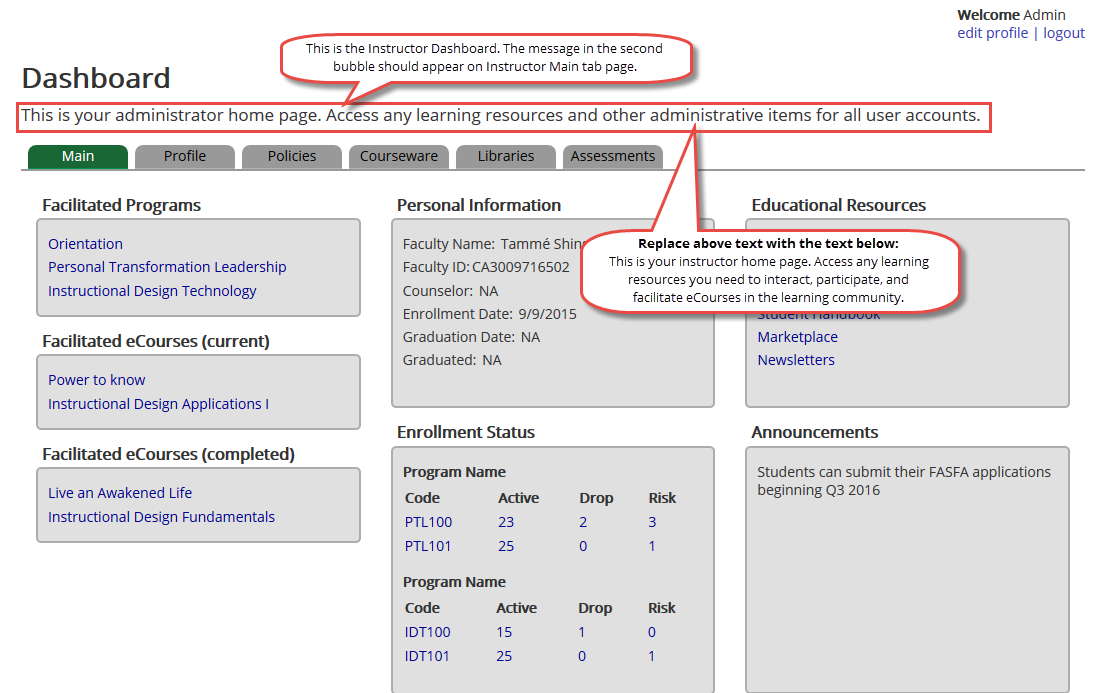 Welcome Admin
edit profile | logout
This is the Instructor Dashboard. The message in the second
bubble should appear on Instructor Main tab page.
Dashboard
This is your administrator home page. Access any learning resources and other administrative items for all user accounts.
Main Profile Policies Courseware Libraries Assessments
Facilitated Programs
Orientation
Personal Transformation Leadership
Instructional Design Technology
Facilitated eCourses (current)
Power to know
Instructional Design Applications I
Facilitated eCourses (completed)
Live an Awakened Life
Instructional Design Fundamentals
Personal Information
Faculty Name: Tammé
Faculty ID: CA3009716502
Counselor: NA
Enrollment Date: 9/9/2015
Graduation Date: NA
Graduated: NA
Enrollment Status
Program Name
Code Active Drop Risk
PTL100 23 2 3
PTL101 25 0 1
Program Name
Code Active Drop Risk
IDT100 15 1 0
IDT101 25 0 1
Educational Resources
Replace above text with the text below:
This is your instructor home page. Access any learning
resources you need to interact, participate, and
facilitate eCourses in the learning community.
Student Handbook
Marketplace
Newsletters
Announcements
Students can submit their FASFA applications
beginning Q3 2016